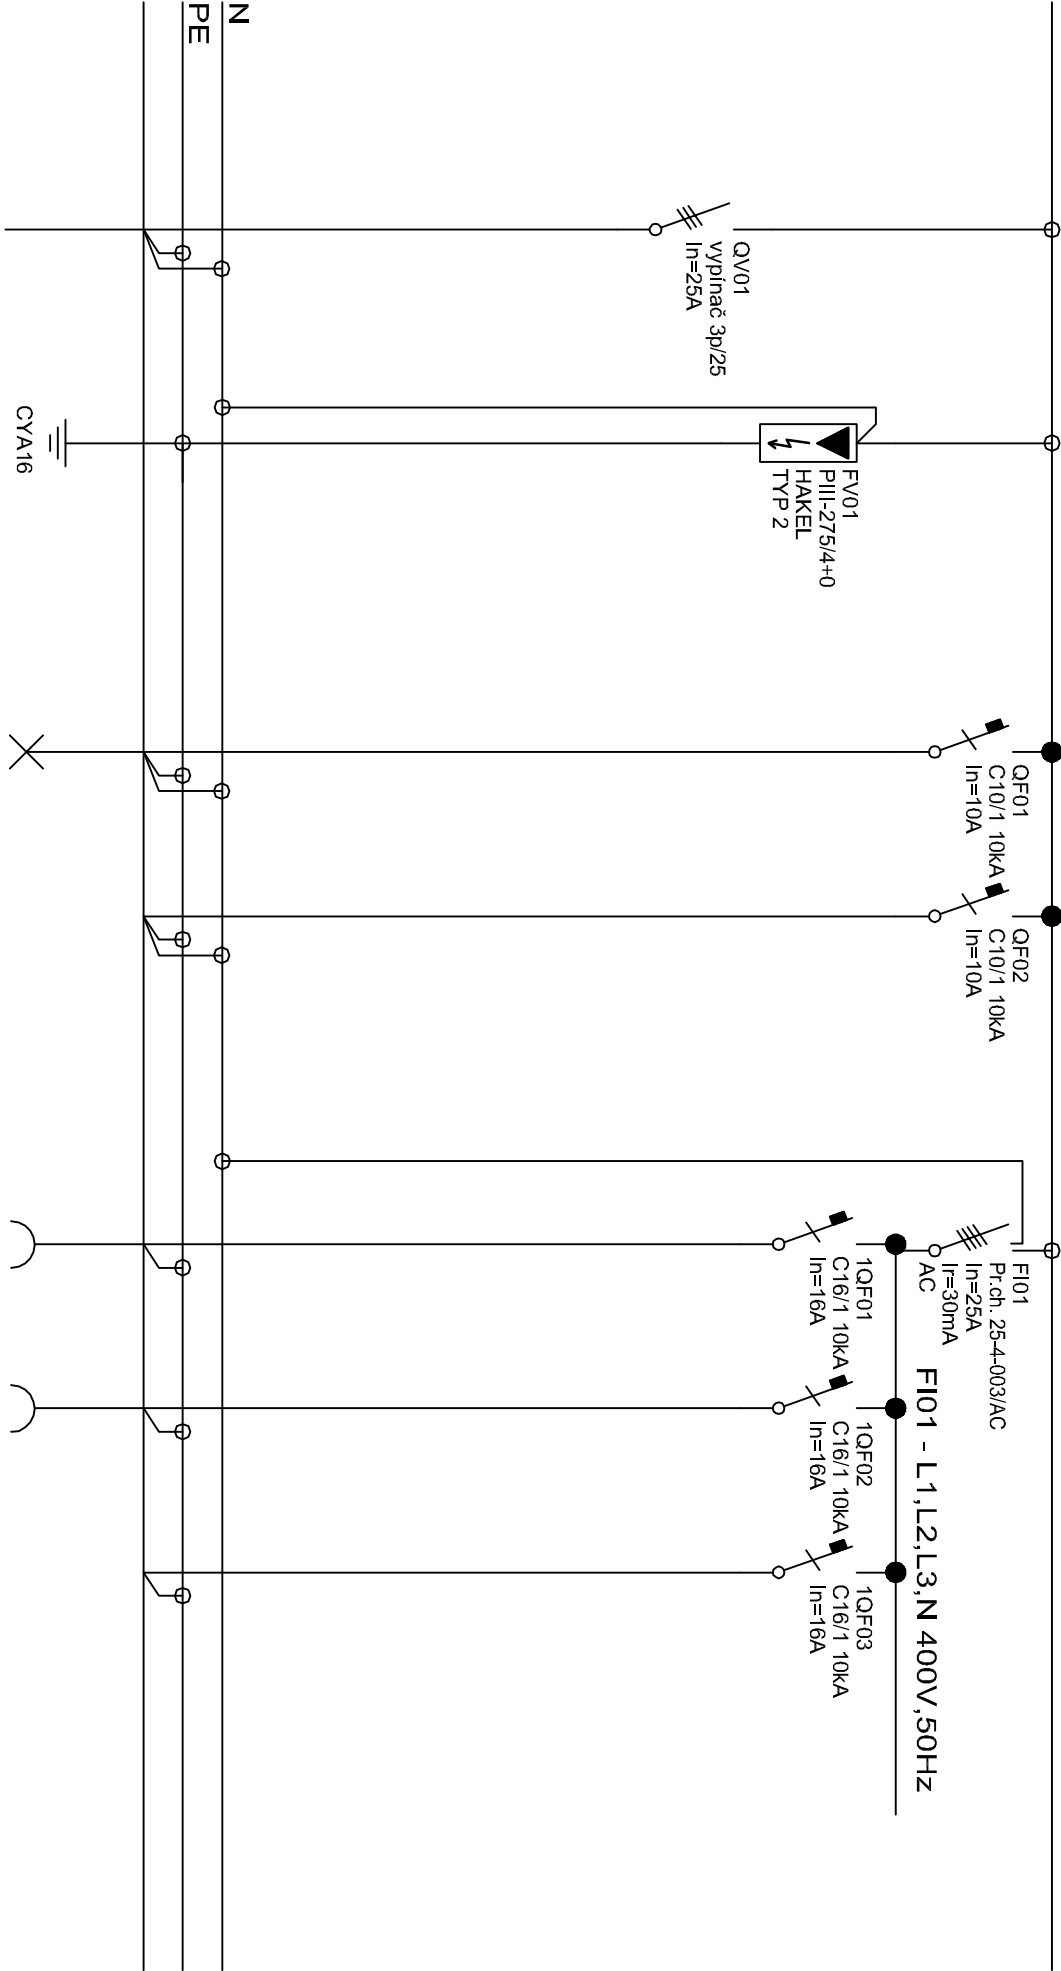 N
PE
QV01
vypínač 3p/25
In=25A
FV01
PIII-275/4+0
HAKEL
TYP 2
CYA16
QF01
C10/1 10kA
In=10A
QF02
C10/1 10kA
In=10A
FI01
Pr.ch. 25-4-003/AC
In=25A
Ir=30mA
AC
FI01 - L1,L2,L3,N 400V,50Hz
1QF01
C16/1 10kA
In=16A
1QF02
C16/1 10kA
In=16A
1QF03
C16/1 10kA
In=16A